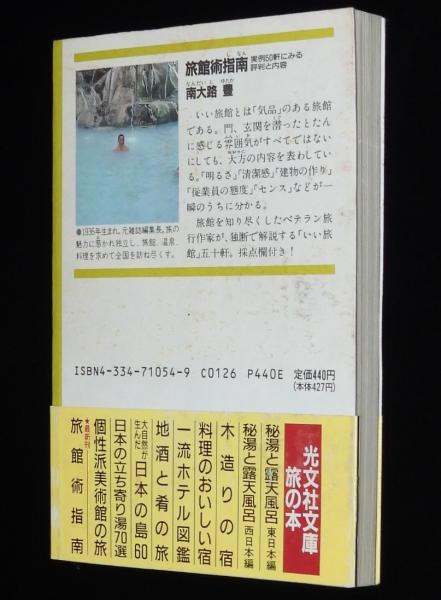 旅館術指南 実例50軒にみる
評判と内容
南大路 豊
いい旅館とは「気品」のある旅館
である。門、玄関を潜ったとたん
に感じる雰囲気がすべてではない
にしても、大方の内容を表わしてい
る。「明るさ」「清潔感」「建物の作り」
「従業員の態度」「センス」などが一
瞬のうちに分かる。
旅館を知り尽くしたベテラン旅
行作家が、独断で解説する「いい旅
館」五十軒。採点欄付き!
●1936年生まれ。元雑誌編集長。旅の
魅力に惹かれ独立し、旅館、温泉、
料理を求めて全国を訪ね尽くす。
ISBN4-334-71054-9 C0126 P440E 定価440円
(本体427円)
光文社文庫
旅の本
秘湯と露天風呂 東日本編
秘湯と露天風呂 西日本編
木造りの宿
料理のおいしい宿
一流ホテル図鑑
地酒と肴の旅
大自然が
生んだ 日本の島60
日本の立ち寄り湯70選
個性派美術館の旅
★最新刊
旅館術指南